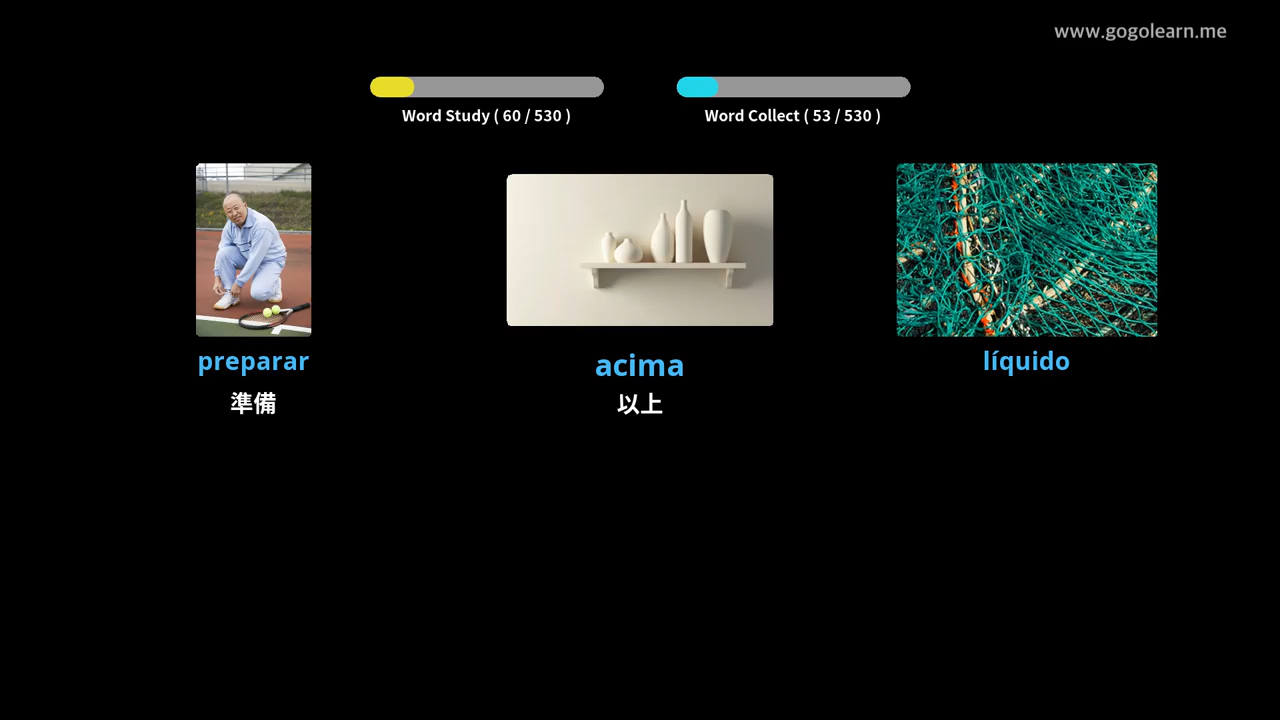 www.gogolearn.me
Word Study ( 60 / 530 )
Word Collect ( 53 / 530 )
preparar
準備
acima
以上
líquido